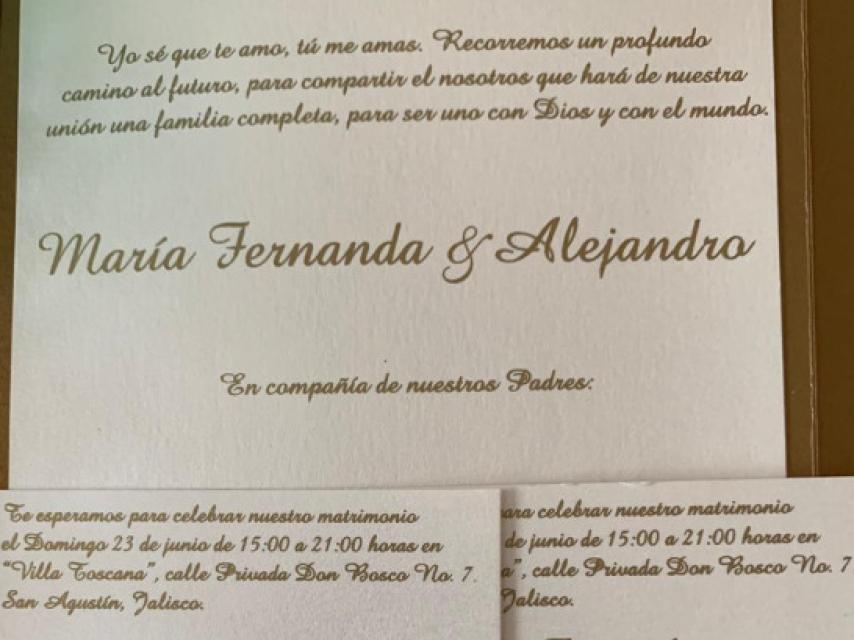 Yo sé que te amo, tú me amas. Recorremos un profundo
camino al futuro, para compartir el nosotros que hará de nuestra
unión una familia completa, para ser uno con Dios y con el mundo.
María Fernanda & Alejandro
En compañía de nuestros Padres:
Te esperamos para celebrar nuestro matrimonio
el Domingo 23 de junio de 15:00 a 21:00 horas en
"Villa Toscana", calle Privada Don Bosco No. 7.
San Agustín, Jalisco.
ara celebrar nuestro matrimonio
de junio de 15:00 a 21:00 horas en
a", calle Privada Don Bosco No. 7
Jalisco.